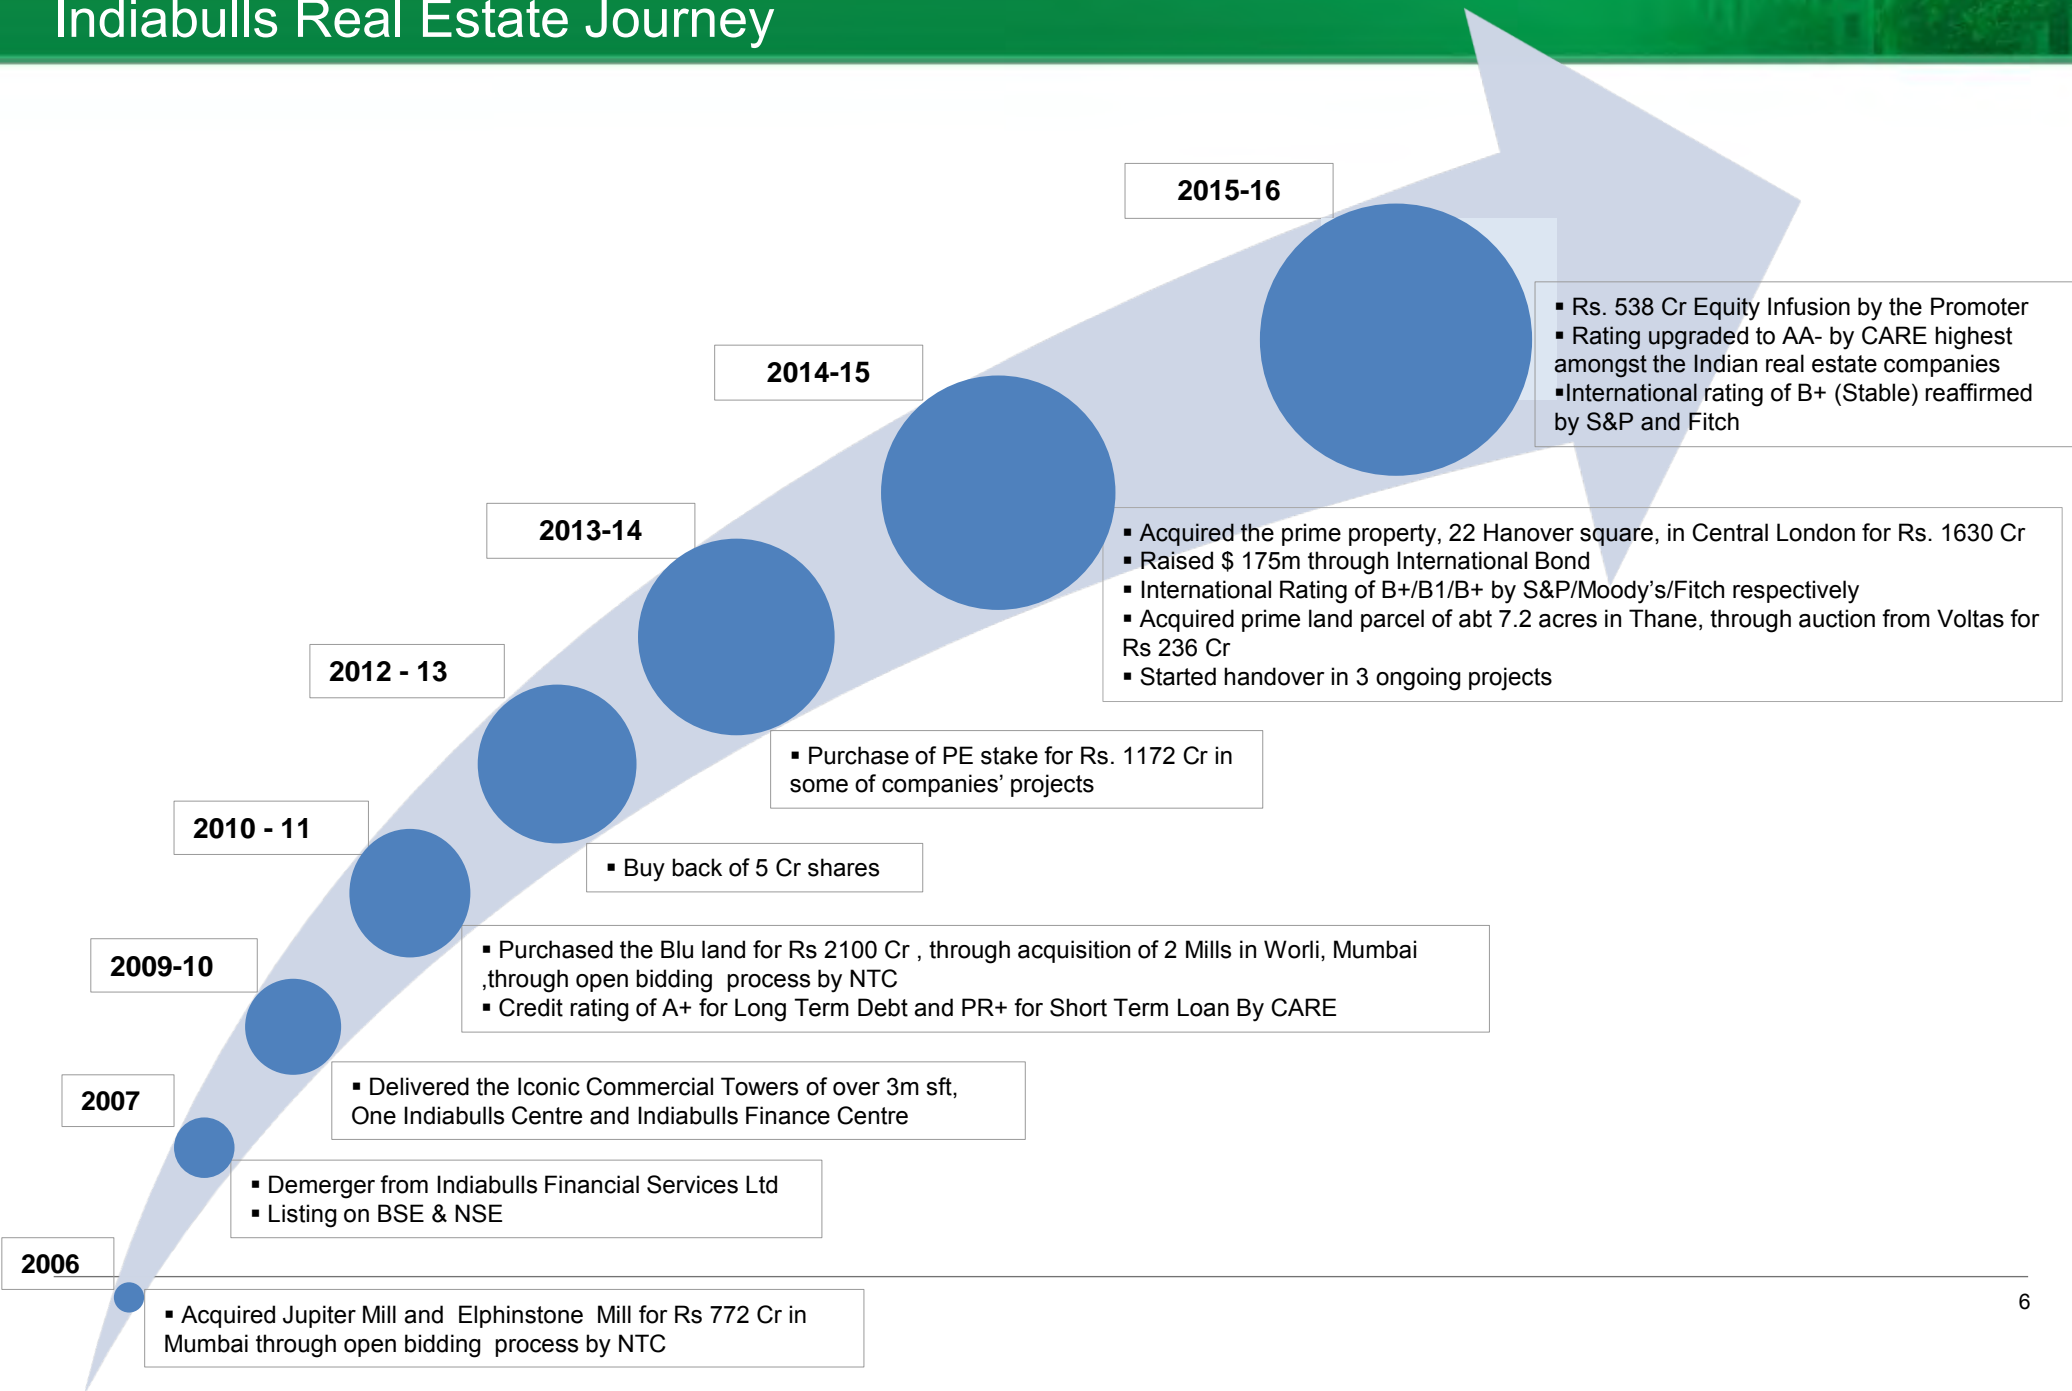 Indiabulls Real Estate Journey
2015-16
▪ Rs. 538 Cr Equity Infusion by the Promoter
▪ Rating upgraded to AA- by CARE highest
amongst the Indian real estate companies
▪International rating of B+ (Stable) reaffirmed
by S&P and Fitch
2014-15
▪ Acquired the prime property, 22 Hanover square, in Central London for Rs. 1630 Cr
▪ Raised $ 175m through International Bond
▪ International Rating of B+/B1/B+ by S&P/Moody’s/Fitch respectively
▪ Acquired prime land parcel of abt 7.2 acres in Thane, through auction from Voltas for
Rs 236 Cr
▪ Started handover in 3 ongoing projects
2013-14
▪ Purchase of PE stake for Rs. 1172 Cr in
some of companies’ projects
2012 - 13
▪ Buy back of 5 Cr shares
2010 - 11
▪ Purchased the Blu land for Rs 2100 Cr , through acquisition of 2 Mills in Worli, Mumbai
,through open bidding  process by NTC
▪ Credit rating of A+ for Long Term Debt and PR+ for Short Term Loan By CARE
2009-10
▪ Delivered the Iconic Commercial Towers of over 3m sft,
One Indiabulls Centre and Indiabulls Finance Centre
2007
▪ Demerger from Indiabulls Financial Services Ltd
▪ Listing on BSE & NSE
2006
▪ Acquired Jupiter Mill and  Elphinstone  Mill for Rs 772 Cr in
Mumbai through open bidding  process by NTC
6